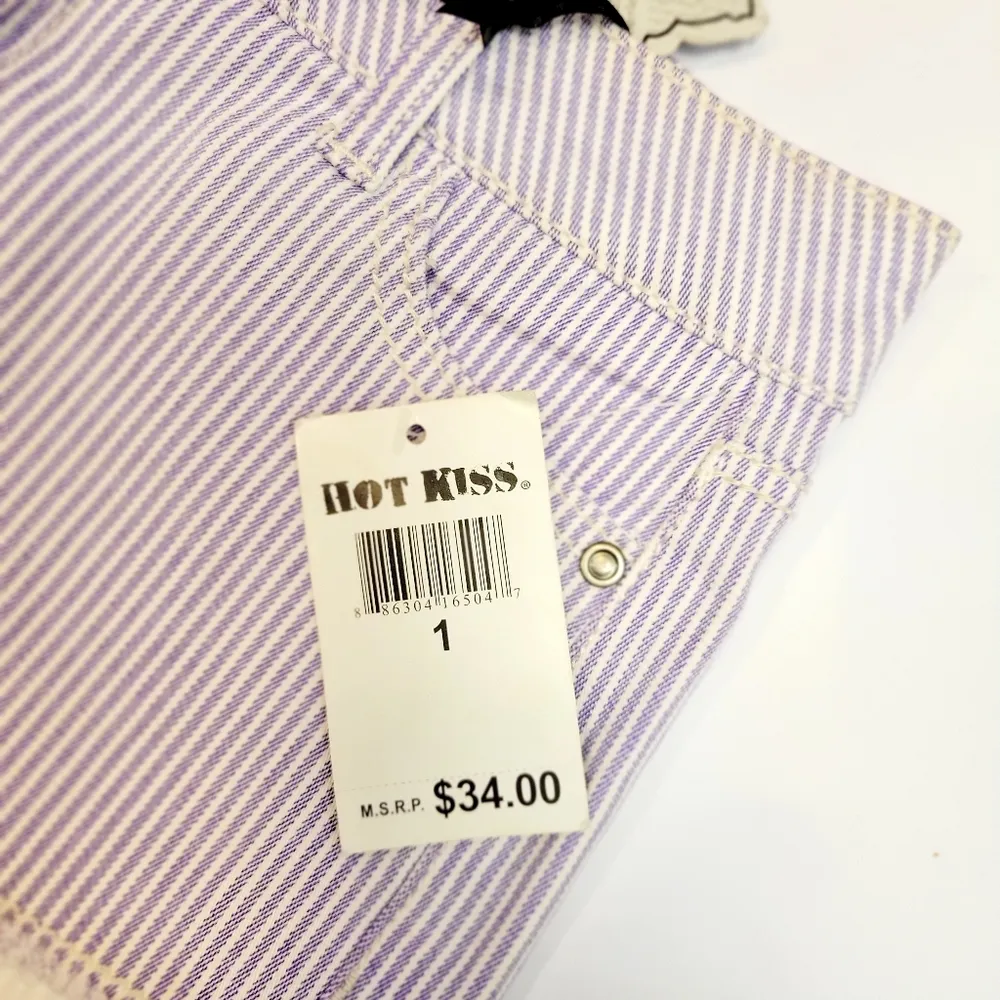 HOT KISS®
8 86304 16504 7
1
M.S.R.P. $34.00